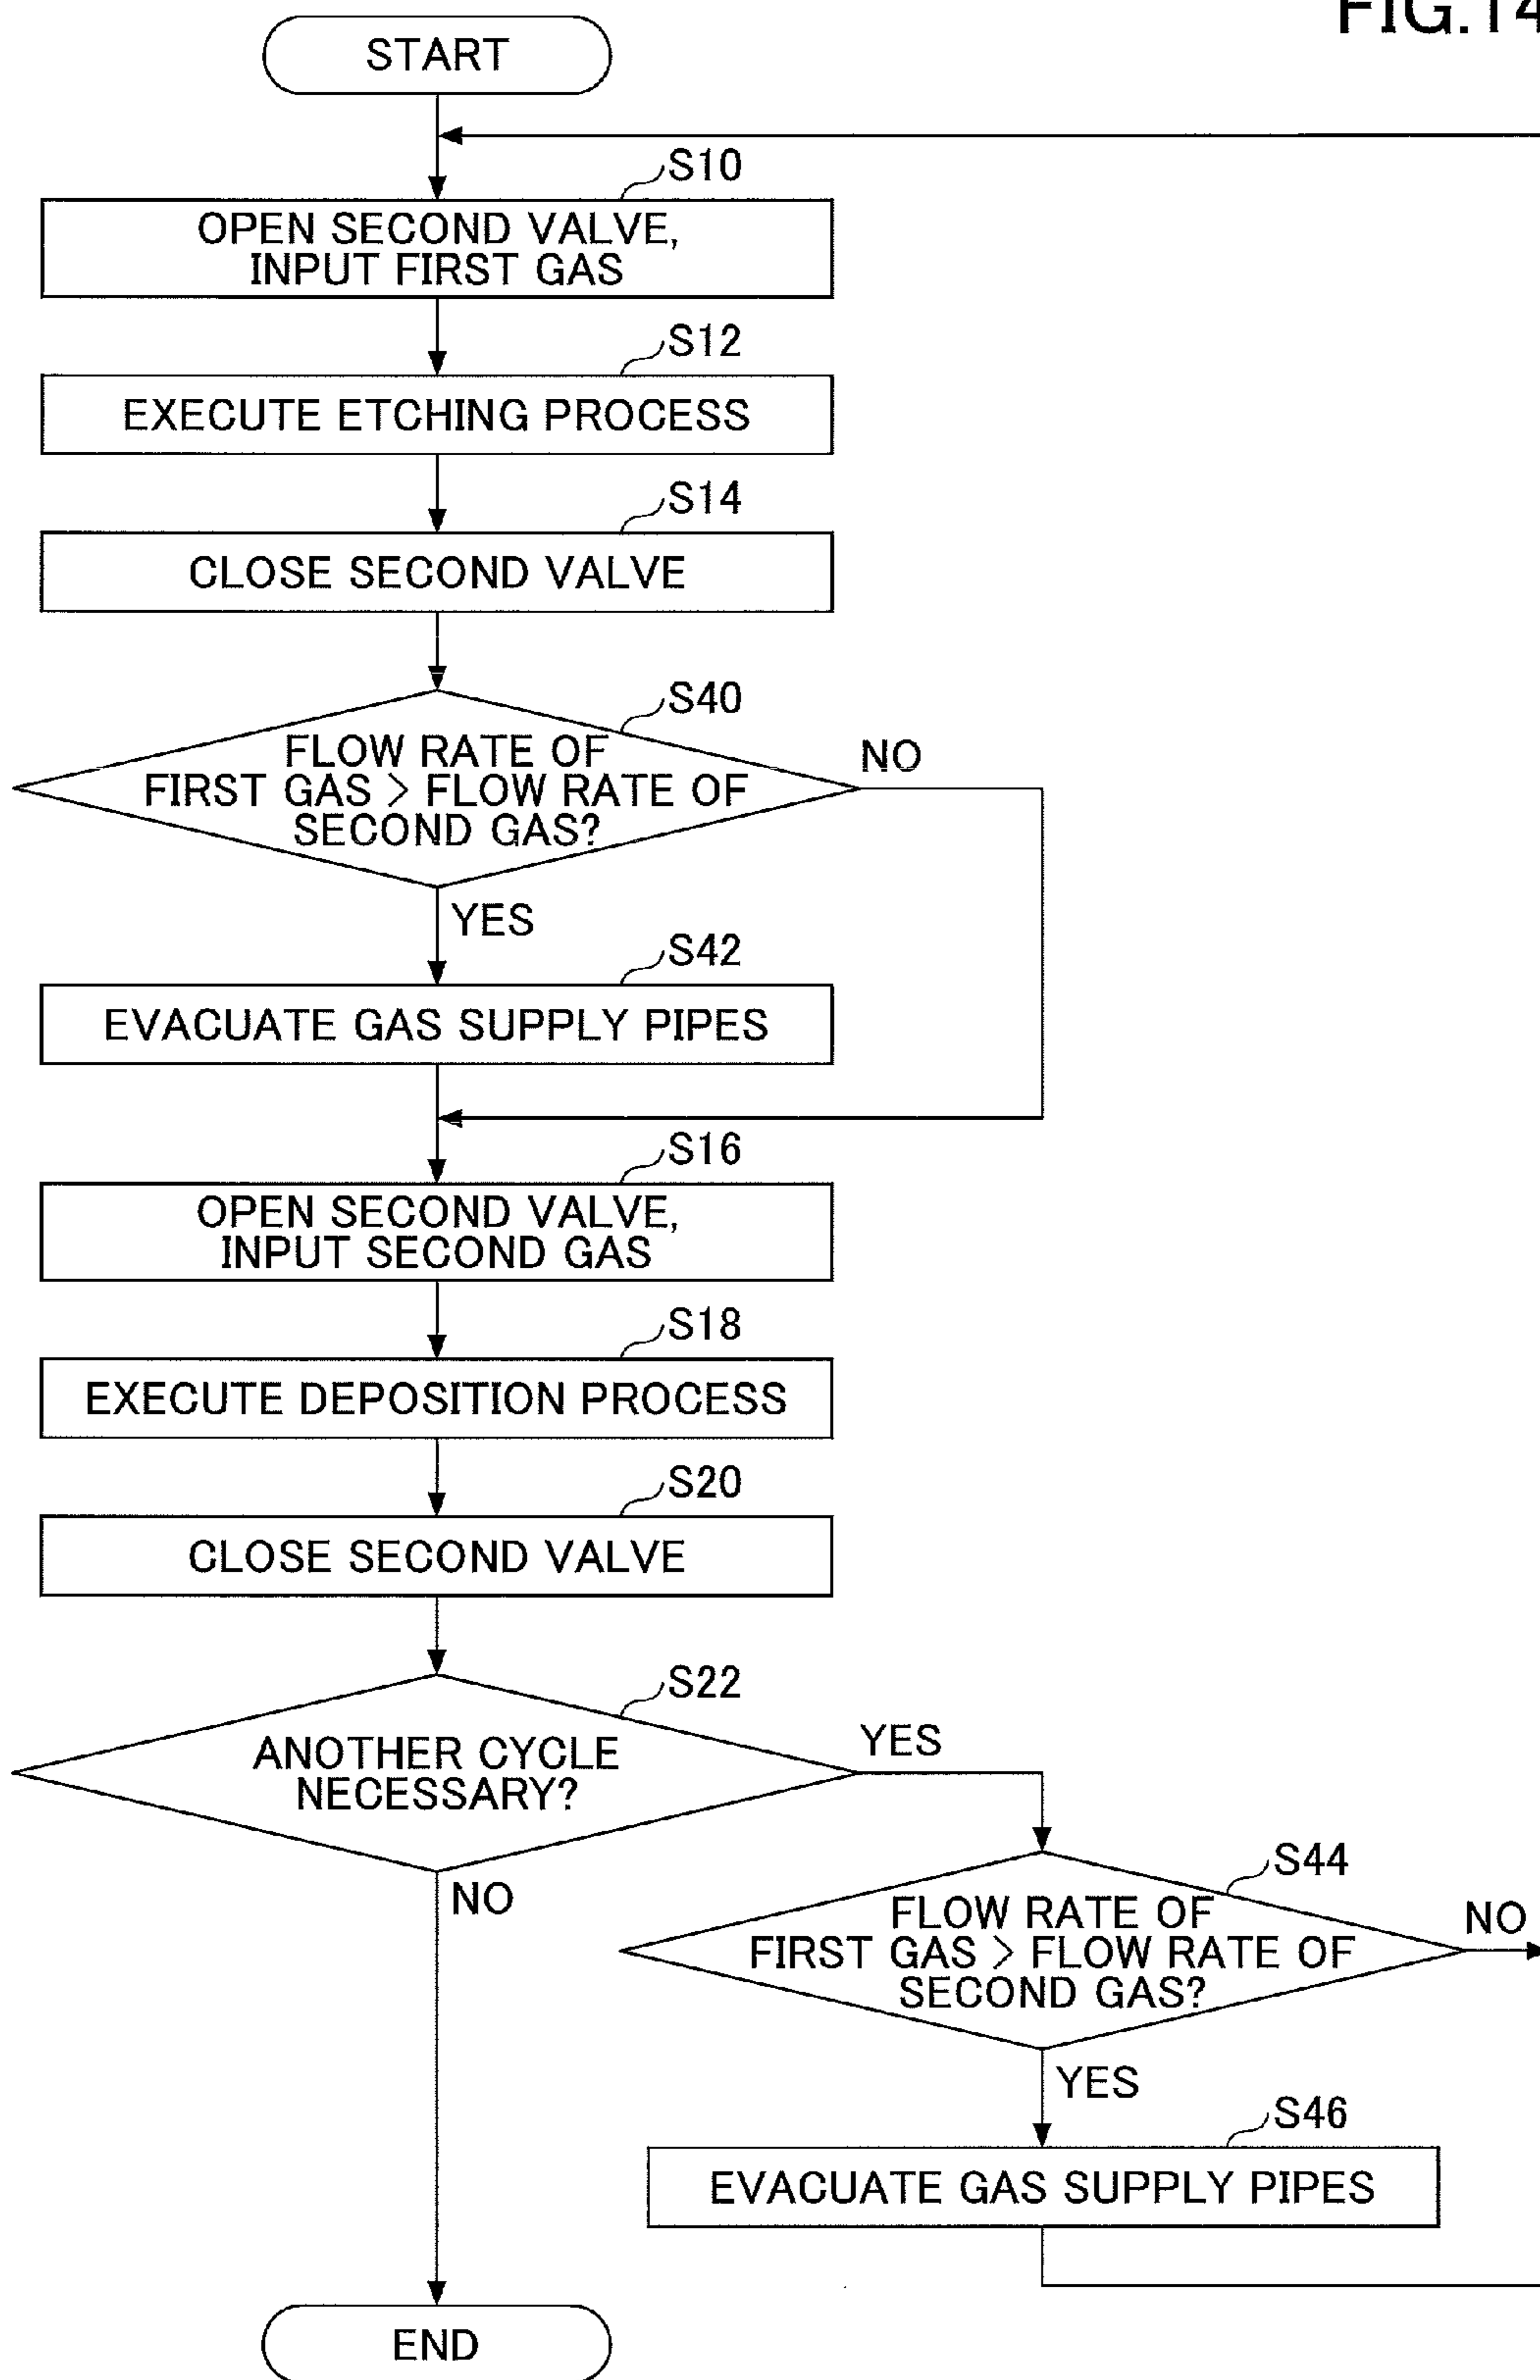 FIG.14
START
S10
OPEN SECOND VALVE,
INPUT FIRST GAS
S12
EXECUTE ETCHING PROCESS
S14
CLOSE SECOND VALVE
S40
FLOW RATE OF
FIRST GAS > FLOW RATE OF
SECOND GAS?
NO
YES
S42
EVACUATE GAS SUPPLY PIPES
S16
OPEN SECOND VALVE,
INPUT SECOND GAS
S18
EXECUTE DEPOSITION PROCESS
S20
CLOSE SECOND VALVE
S22
ANOTHER CYCLE
NECESSARY?
YES
NO
S44
FLOW RATE OF
FIRST GAS > FLOW RATE OF
SECOND GAS?
NO
YES
S46
EVACUATE GAS SUPPLY PIPES
END